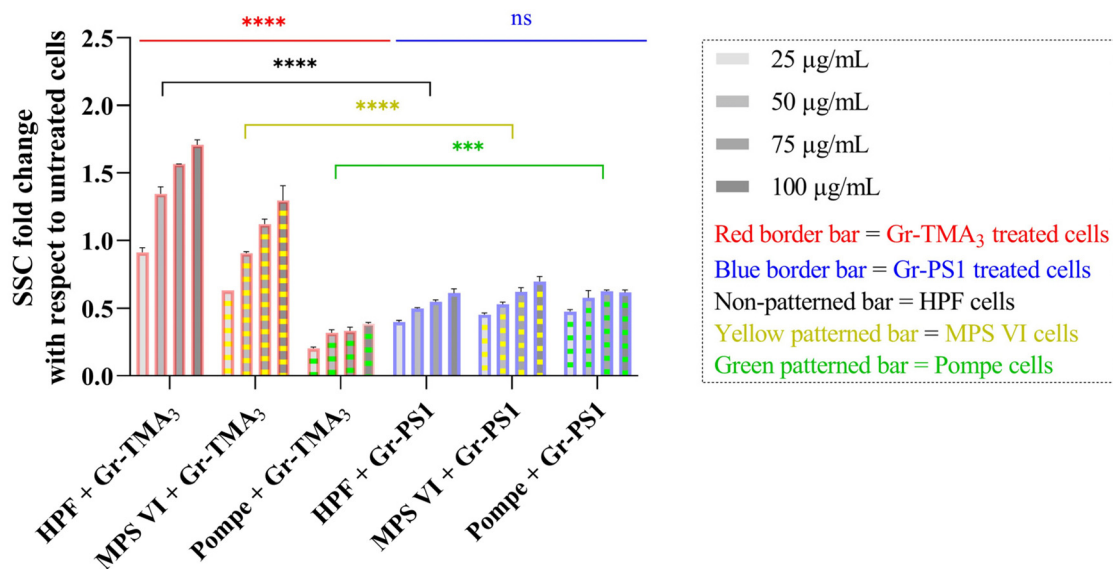 **** ns
2.5
****
2.0
****
1.5
***
1.0
0.5
0.0
SSC fold change
with respect to untreated cells
HPF + Gr-TMA₃
MPS VI + Gr-TMA₃
Pompe + Gr-TMA₃
HPF + Gr-PS1
MPS VI + Gr-PS1
Pompe + Gr-PS1
25 µg/mL
50 µg/mL
75 µg/mL
100 µg/mL
Red border bar = Gr-TMA₃ treated cells
Blue border bar = Gr-PS1 treated cells
Non-patterned bar = HPF cells
Yellow patterned bar = MPS VI cells
Green patterned bar = Pompe cells